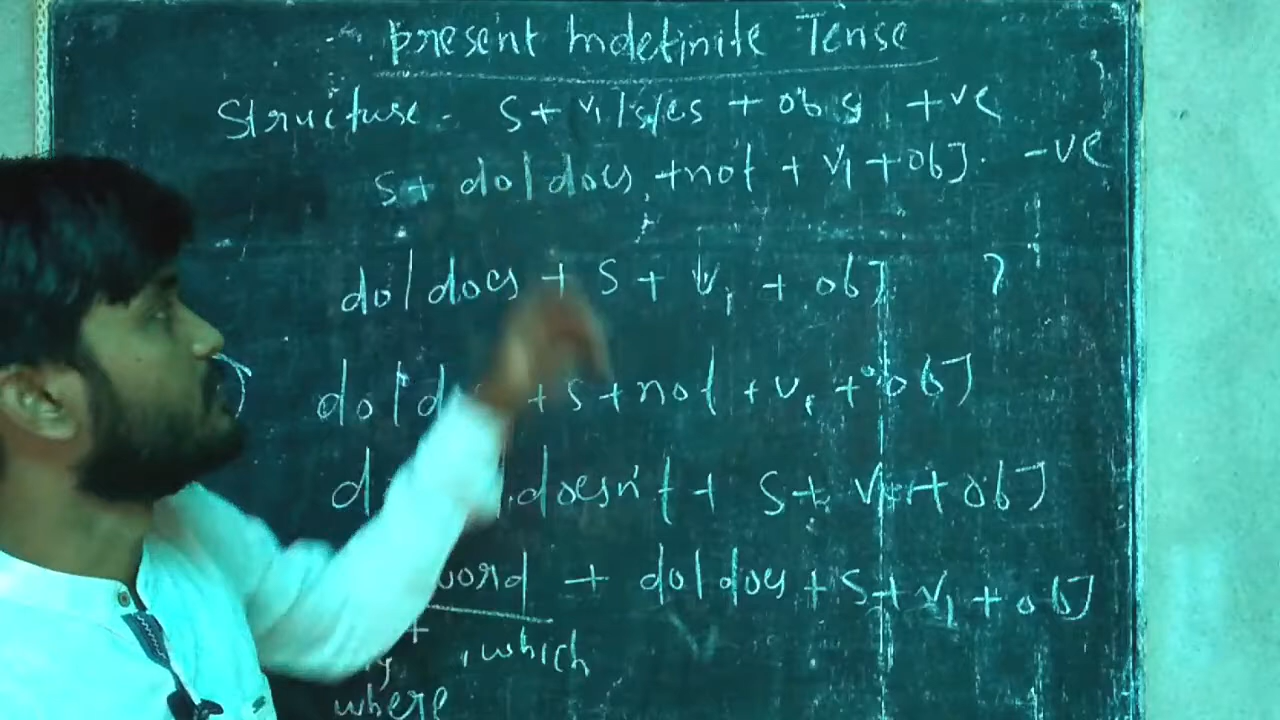 present Indefinite Tense
Structure - S + V1/s/es + obj +ve
S + do/does + not + V1 + obj. -ve
do/does + S + V1 + obj ?
do/ + S + not + V1 + obj
doesn't + S + V1 + obj
word + do/does + S + V1 + obj
, which
where